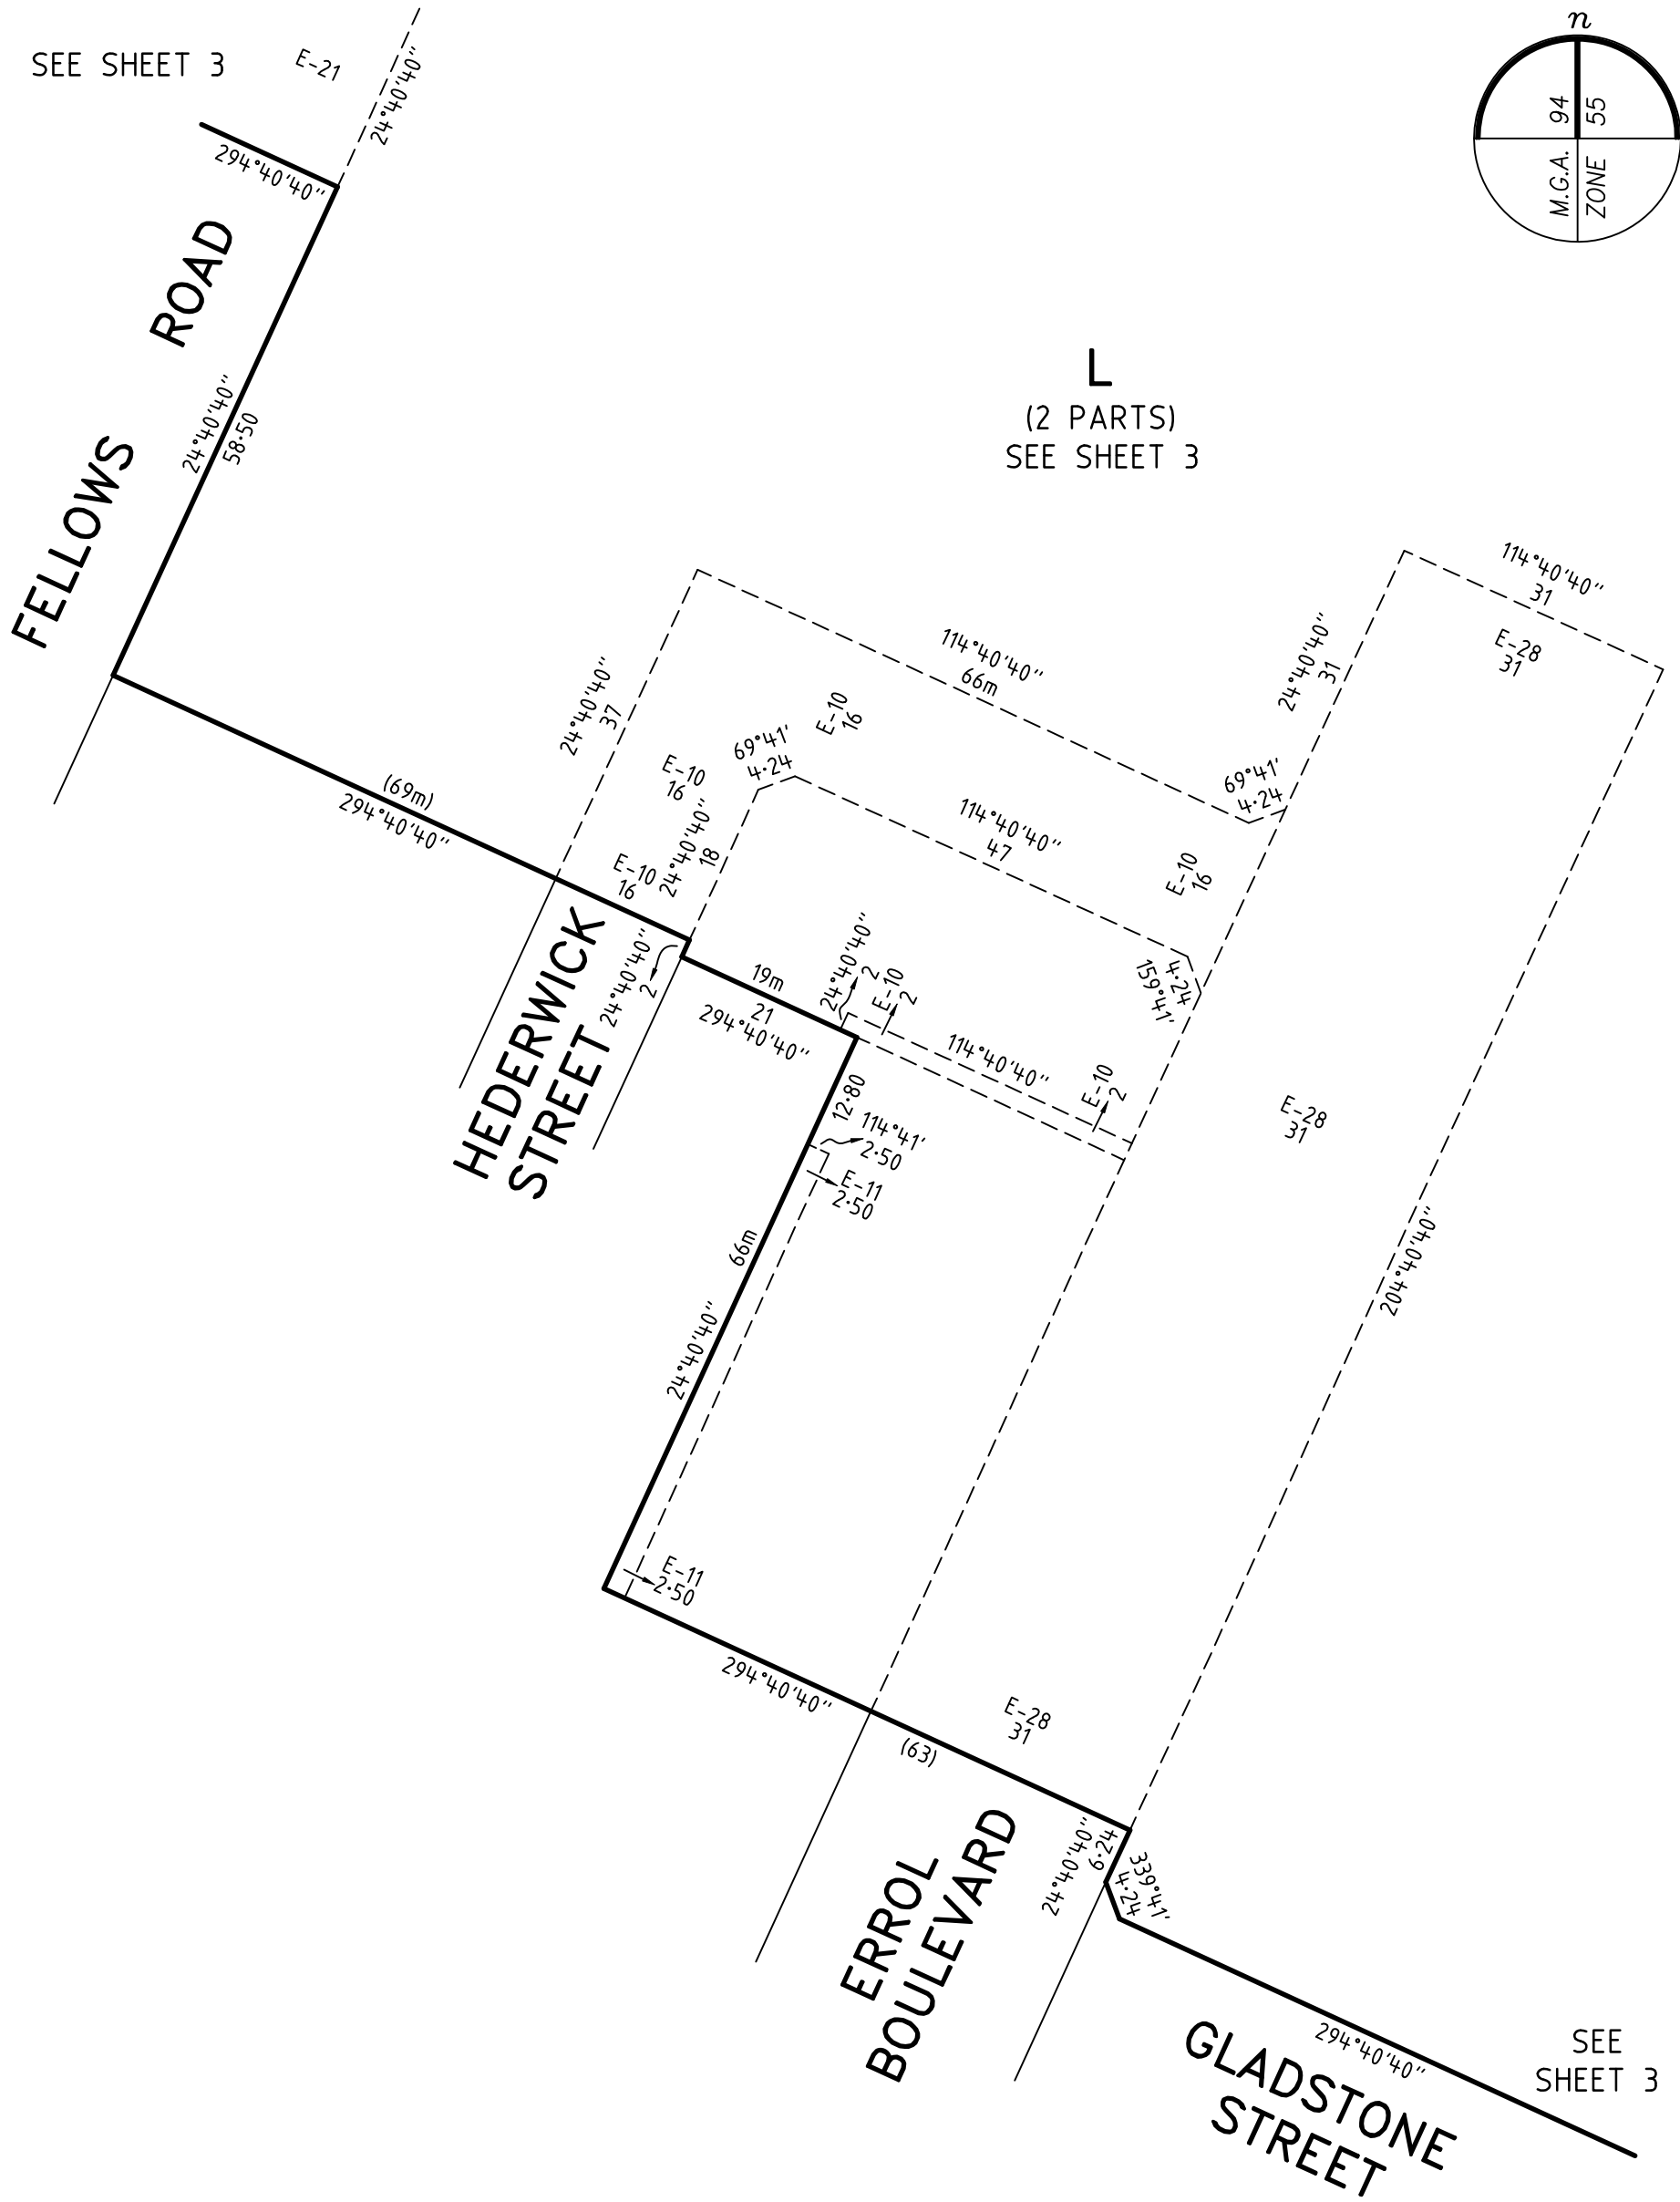 n
M.G.A. 94
ZONE 55
SEE SHEET 3
E-21
24°40'40"
294°40'40"
FELLOWS ROAD
24°40'40"
58·50
L
(2 PARTS)
SEE SHEET 3
114°40'40"
31
E-28
31
24°40'40"
31
114°40'40"
66m
24°40'40"
37
E-10
16
69°41'
4·24
E-10
16
69°41'
4·24
(69m)
294°40'40"
24°40'40"
18
114°40'40"
47
E-10
16
E-10
16
24°40'40"
2
HEDERWICK
STREET
19m
21
294°40'40"
24°40'40"
2
E-10
2
4·24
159°41'
114°40'40"
E-10
2
12·80
114°41'
2·50
E-11
2·50
E-28
31
66m
24°40'40"
204°40'40"
E-11
2·50
294°40'40"
E-28
31
(63)
24°40'40"
6·24
339°41'
4·24
ERROL
BOULEVARD
294°40'40"
GLADSTONE
STREET
SEE
SHEET 3